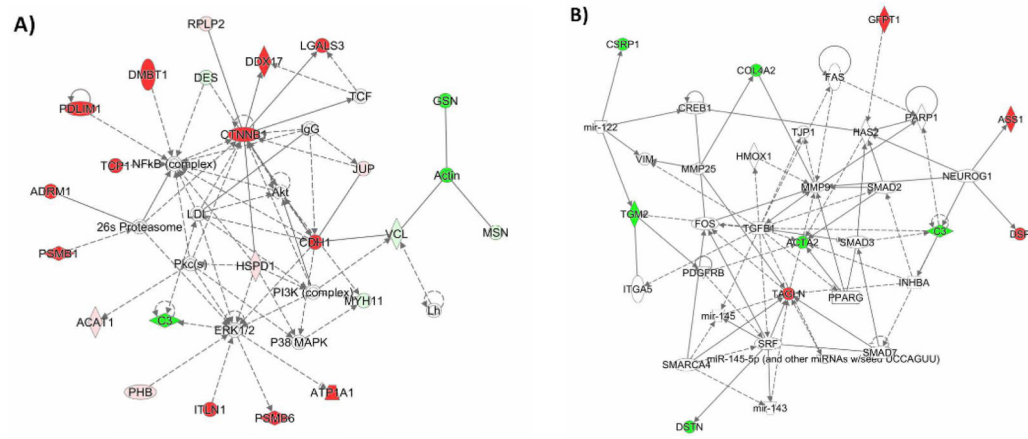 A)
B)
RPLP2
LGALS3
DDX17
DMBT1
DES
TCF
PDLIM1
CTNNB1
IgG
GSN
NFkB (complex)
TCP1
JUP
Actin
ADRM1
Akt
LDL
26s Proteasome
CDH1
VCL
MSN
PSMB1
Pkc(s)
HSPD1
PI3K (complex)
MYH11
Lh
ACAT1
C3
ERK1/2
P38 MAPK
PHB
ATP1A1
ITLN1
PSMB6
GFPT1
CSRP1
COL4A2
FAS
CREB1
PARP1
mir-122
TJP1
HAS2
ASS1
VIM
MMP25
HMOX1
NEUROG1
MMP9
SMAD2
TGM2
FOS
TGFB1
C3
DSP
ACTA2
SMAD3
PDGFRB
ITGA5
INHBA
TAGLN
PPARG
mir-145
SRF
SMAD7
miR-145-5p (and other miRNAs w/seed UCCAGUU)
SMARCA4
mir-143
DSTN